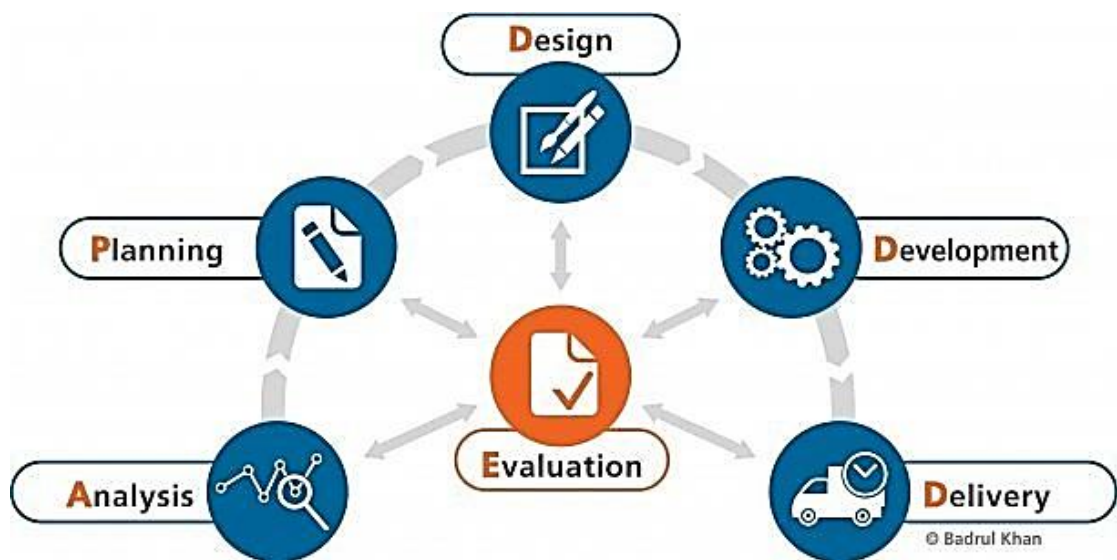 Design
Planning
Development
Evaluation
Analysis
Delivery
© Badrul Khan